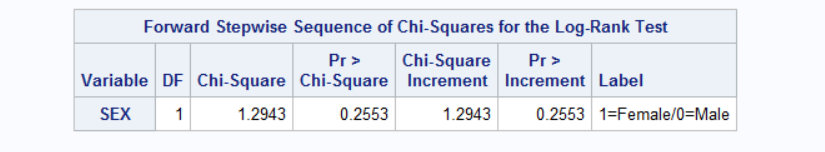 Forward Stepwise Sequence of Chi-Squares for the Log-Rank Test
Variable DF Chi-Square Pr > Chi-Square Chi-Square Increment Pr > Increment Label
SEX 1 1.2943 0.2553 1.2943 0.2553 1=Female/0=Male